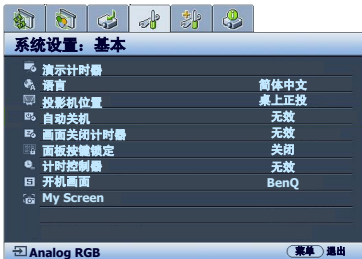 系统设置：基本
演示计时器
语言 简体中文
投影机位置 桌上正投
自动关机 无效
画面关闭计时器 无效
面板按键锁定 关闭
计时控制器 无效
开机画面 BenQ
My Screen
Analog RGB 菜单 退出